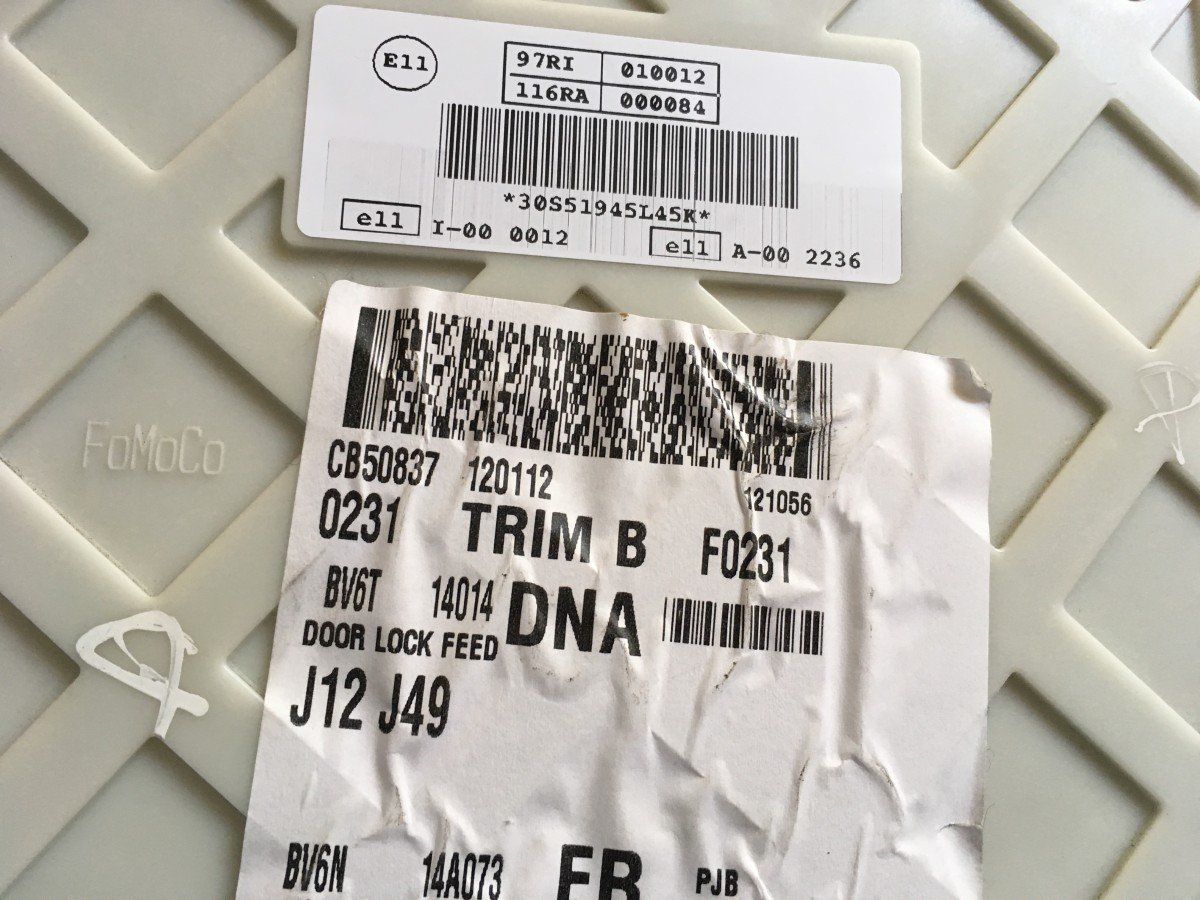 E11
97RI 010012
116RA 000084
*30S51945L45K*
e11 I-00 0012 e11 A-00 2236
FoMoCo
CB50837 120112 121056
0231 TRIM B F0231
BV6T 14014 DNA
DOOR LOCK FEED
J12 J49
BV6N 14A073 PJB